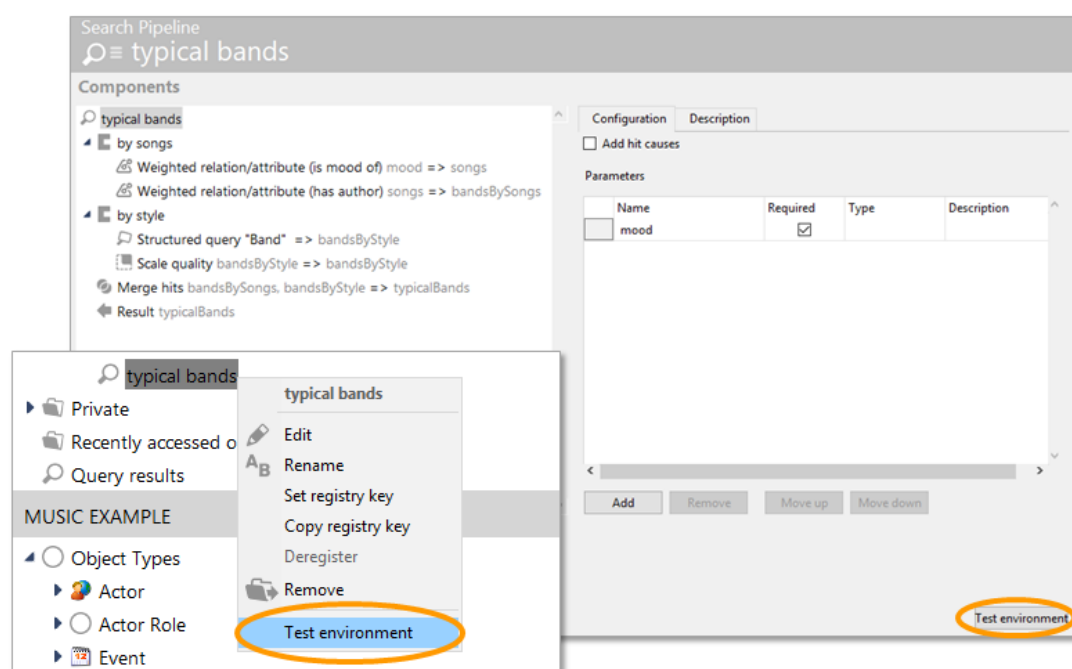 Search Pipeline
typical bands
Components
typical bands
by songs
Weighted relation/attribute (is mood of) mood => songs
Weighted relation/attribute (has author) songs => bandsBySongs
by style
Structured query "Band" => bandsByStyle
Scale quality bandsByStyle => bandsByStyle
Merge hits bandsBySongs, bandsByStyle => typicalBands
Result typicalBands
Configuration Description
Add hit causes
Parameters
Name Required Type Description
mood
Add Remove Move up Move down
Test environment
typical bands
Private
Recently accessed o
Query results
MUSIC EXAMPLE
Object Types
Actor
Actor Role
12
Event
typical bands
Edit
AB Rename
Set registry key
Copy registry key
Deregister
Remove
Test environment